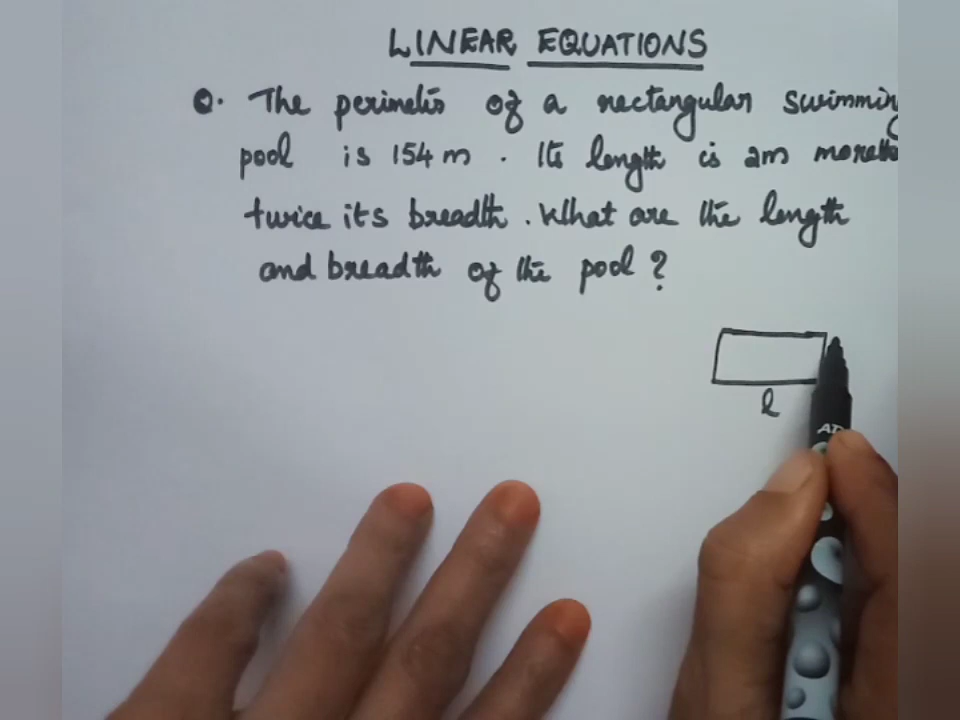 LINEAR EQUATIONS
Q. The perimeter of a rectangular swimming
pool is 154 m. Its length is 2m more than
twice its breadth. What are the length
and breadth of the pool?
l
AT